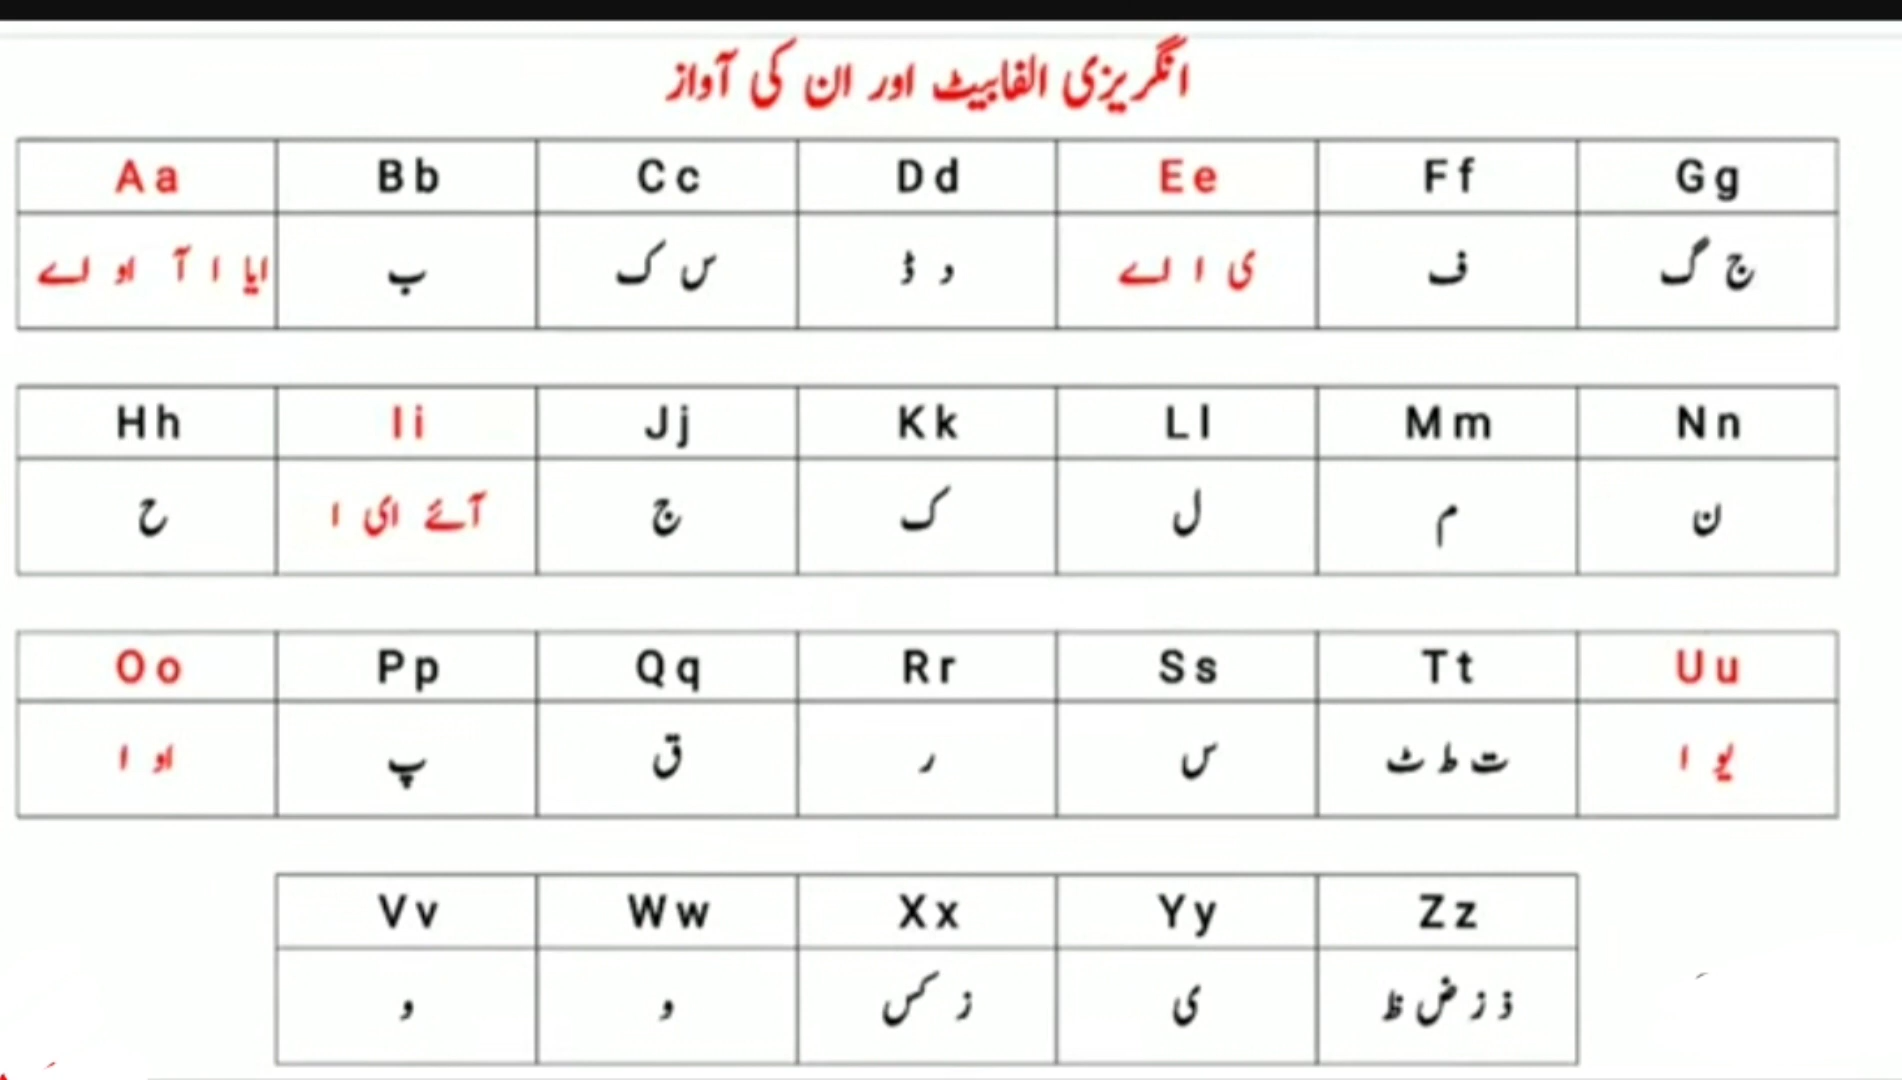 انگریزی الفابیٹ اور ان کی آواز
Aa Bb Cc Dd Ee Ff Gg
ایا ا آ او اے ب س ک د ڈ ی ا اے ف ج گ
Hh Ii Jj Kk Ll Mm Nn
ح آئے ای ا ج ک ل م ن
Oo Pp Qq Rr Ss Tt Uu
او ا پ ق ر س ت ط ٹ یو ا
Vv Ww Xx Yy Zz
و و ز کس ی ذ ز ض ظ